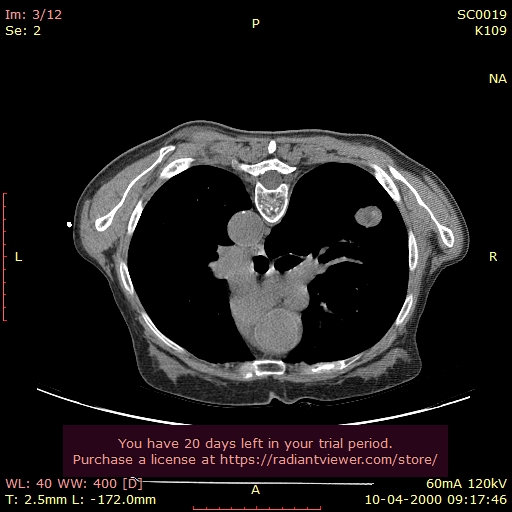 Im: 3/12
Se: 2
P
SC0019
K109
NA
L
R
You have 20 days left in your trial period.
Purchase a license at https://radiantviewer.com/store/
WL: 40 WW: 400 [D]
T: 2.5mm L: -172.0mm
A
60mA 120kV
10-04-2000 09:17:46